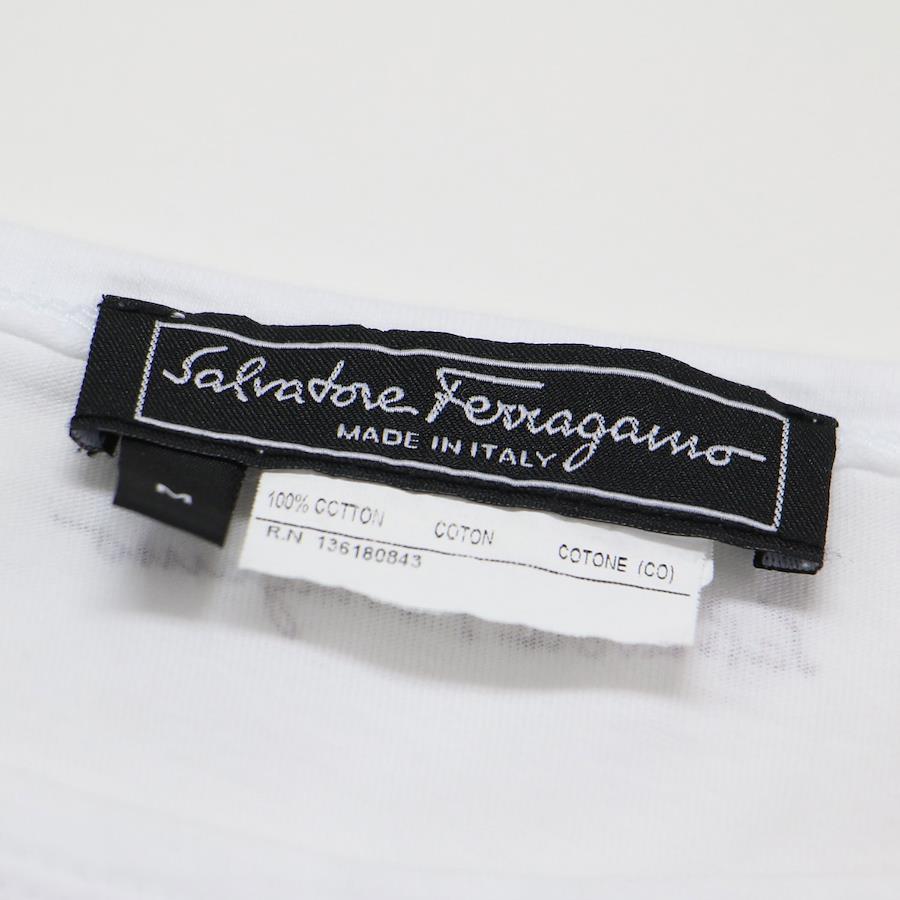 Salvatore Ferragamo
MADE IN ITALY
M
100% COTTON COTON COTONE (CO)
R.N 136180843